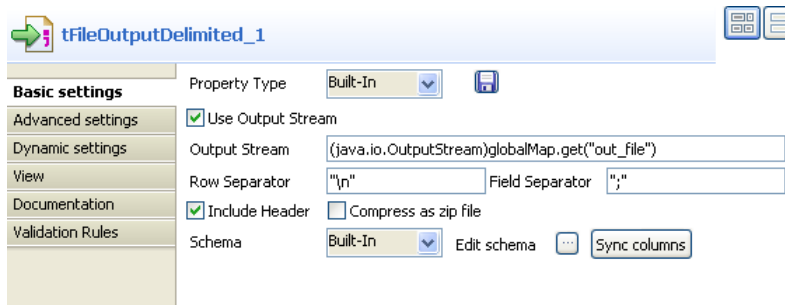 tFileOutputDelimited_1
Basic settings
Advanced settings
Dynamic settings
View
Documentation
Validation Rules
Property Type Built-In
Use Output Stream
Output Stream (java.io.OutputStream)globalMap.get("out_file")
Row Separator "\n" Field Separator ";"
Include Header Compress as zip file
Schema Built-In Edit schema ... Sync columns